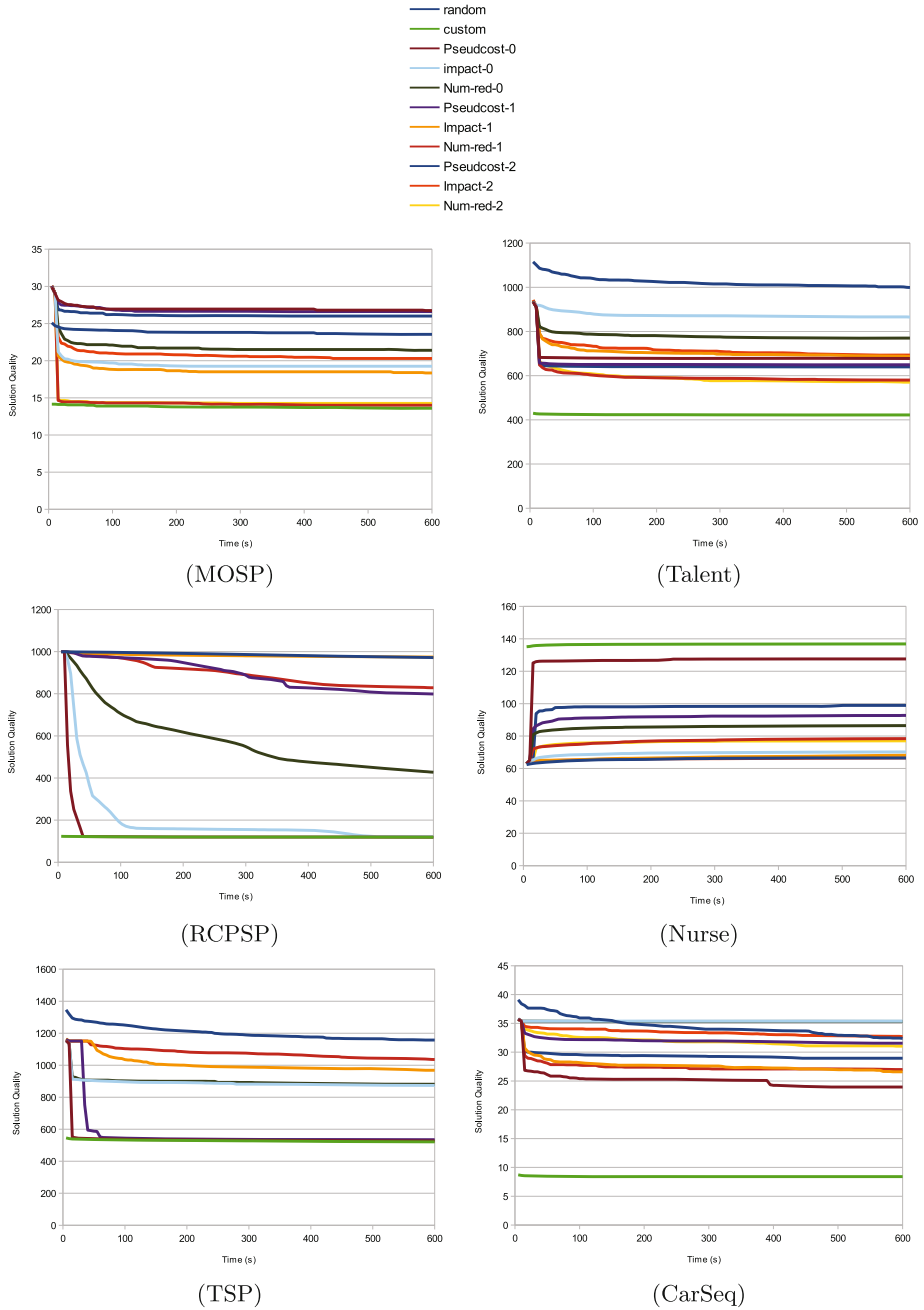 random
custom
Pseudcost-0
impact-0
Num-red-0
Pseudcost-1
Impact-1
Num-red-1
Pseudcost-2
Impact-2
Num-red-2
35
30
25
20
15
10
5
0
Solution Quality
0 100 200 300 400 500 600
Time (s)
(MOSP)
1200
1000
800
600
400
200
0
Solution Quality
0 100 200 300 400 500 600
Time (s)
(Talent)
1200
1000
800
600
400
200
0
Solution Quality
0 100 200 300 400 500 600
Time (s)
(RCPSP)
160
140
120
100
80
60
40
20
0
Solution Quality
0 100 200 300 400 500 600
Time (s)
(Nurse)
1600
1400
1200
1000
800
600
400
200
0
Solution Quality
0 100 200 300 400 500 600
Time (s)
(TSP)
45
40
35
30
25
20
15
10
5
0
Solution Quality
0 100 200 300 400 500 600
Time (s)
(CarSeq)